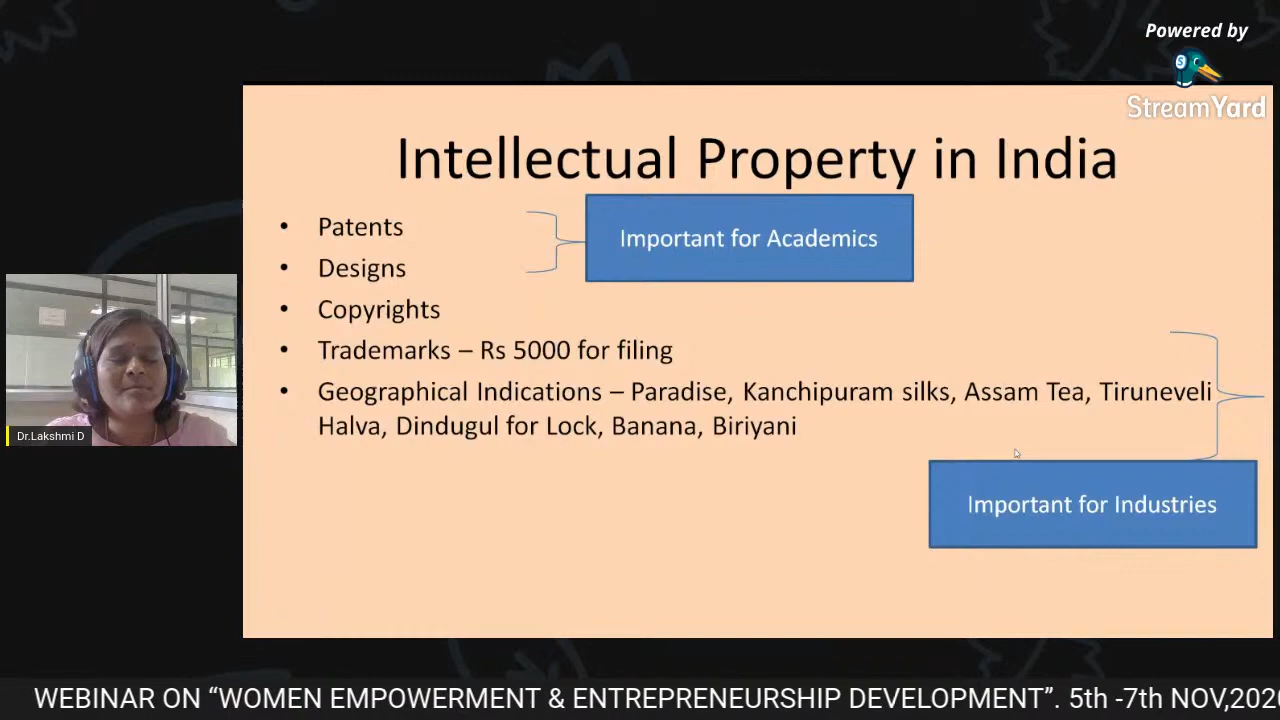 Powered by
StreamYard
Intellectual Property in India
• Patents
Important for Academics
• Designs
• Copyrights
• Trademarks – Rs 5000 for filing
• Geographical Indications – Paradise, Kanchipuram silks, Assam Tea, Tiruneveli
Halva, Dindugul for Lock, Banana, Biriyani
Important for Industries
Dr.Lakshmi D
WEBINAR ON “WOMEN EMPOWERMENT & ENTREPRENEURSHIP DEVELOPMENT”. 5th -7th NOV,202